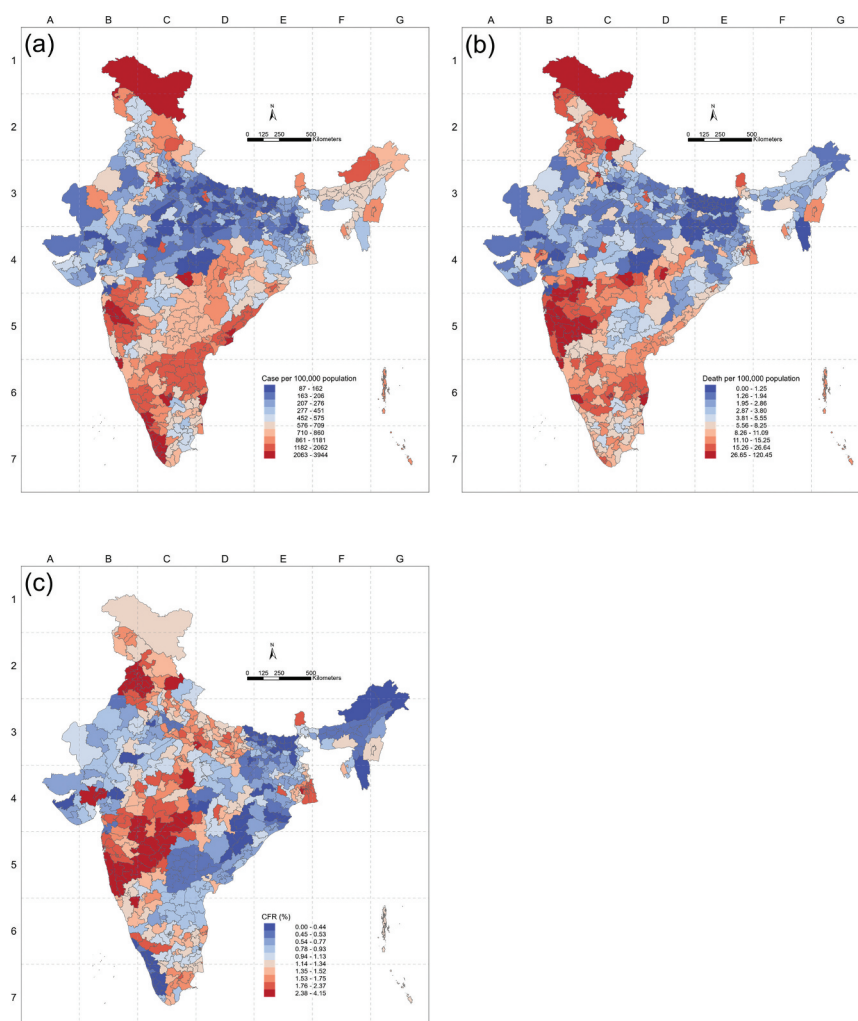 (a)
A B C D E F G
1
2
3
4
5
6
7
N
0 125 250 500
Kilometers
Case per 100,000 population
87 - 162
163 - 206
207 - 276
277 - 451
452 - 575
576 - 709
710 - 860
861 - 1181
1182 - 2062
2063 - 3944
(b)
A B C D E F G
1
2
3
4
5
6
7
N
0 125 250 500
Kilometers
Death per 100,000 population
0.00 - 1.25
1.26 - 1.94
1.95 - 2.86
2.87 - 3.80
3.81 - 5.55
5.56 - 8.25
8.26 - 11.09
11.10 - 15.25
15.26 - 26.64
26.65 - 120.45
(c)
A B C D E F G
1
2
3
4
5
6
7
N
0 125 250 500
Kilometers
CFR (%)
0.00 - 0.44
0.45 - 0.53
0.54 - 0.77
0.78 - 0.93
0.94 - 1.13
1.14 - 1.34
1.35 - 1.52
1.53 - 1.75
1.76 - 2.37
2.38 - 4.15